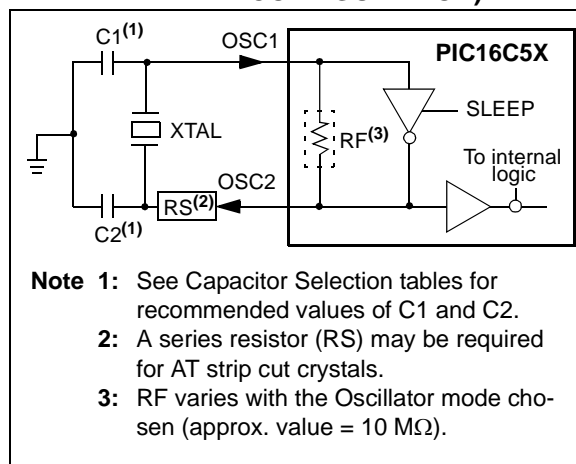 C1(1)
OSC1
PIC16C5X
SLEEP
XTAL
RF(3)
To internal
logic
OSC2
RS(2)
C2(1)
Note 1: See Capacitor Selection tables for
recommended values of C1 and C2.
2: A series resistor (RS) may be required
for AT strip cut crystals.
3: RF varies with the Oscillator mode cho-
sen (approx. value = 10 MΩ).